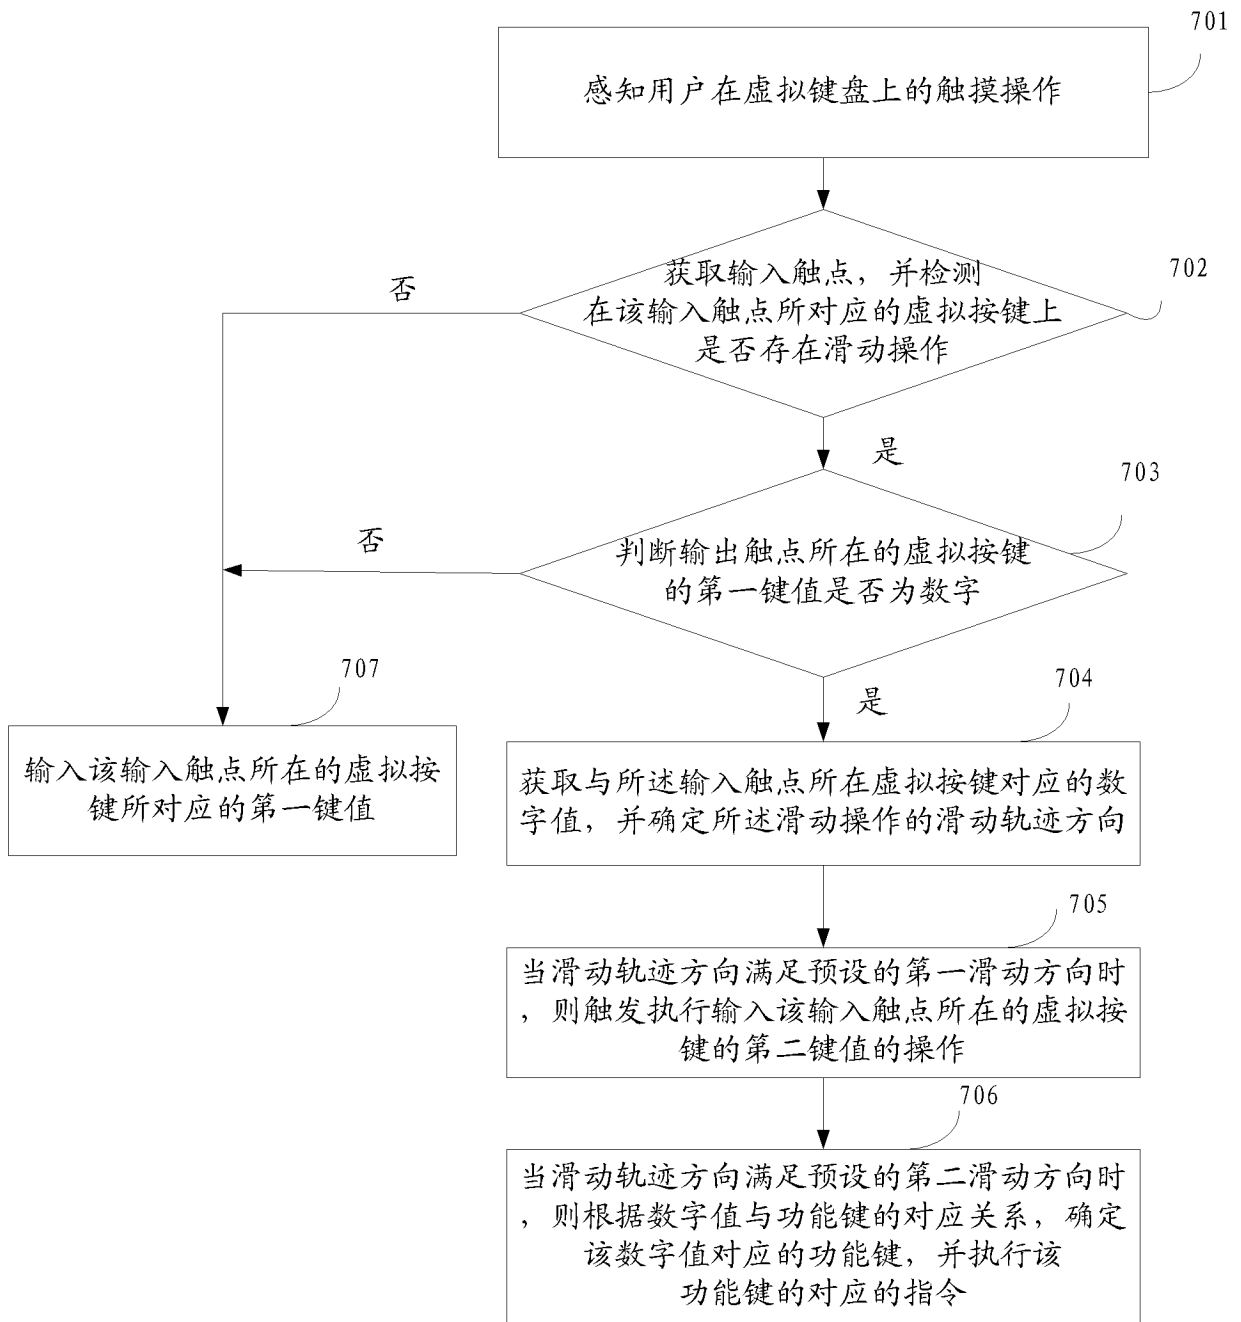 701
感知用户在虚拟键盘上的触摸操作
702
获取输入触点，并检测
在该输入触点所对应的虚拟按键上
是否存在滑动操作
否
是
703
判断输出触点所在的虚拟按键
的第一键值是否为数字
否
是
707
输入该输入触点所在的虚拟按
键所对应的第一键值
704
获取与所述输入触点所在虚拟按键对应的数
字值，并确定所述滑动操作的滑动轨迹方向
705
当滑动轨迹方向满足预设的第一滑动方向时
，则触发执行输入该输入触点所在的虚拟按
键的第二键值的操作
706
当滑动轨迹方向满足预设的第二滑动方向时
，则根据数字值与功能键的对应关系，确定
该数字值对应的功能键，并执行该
功能键的对应的指令